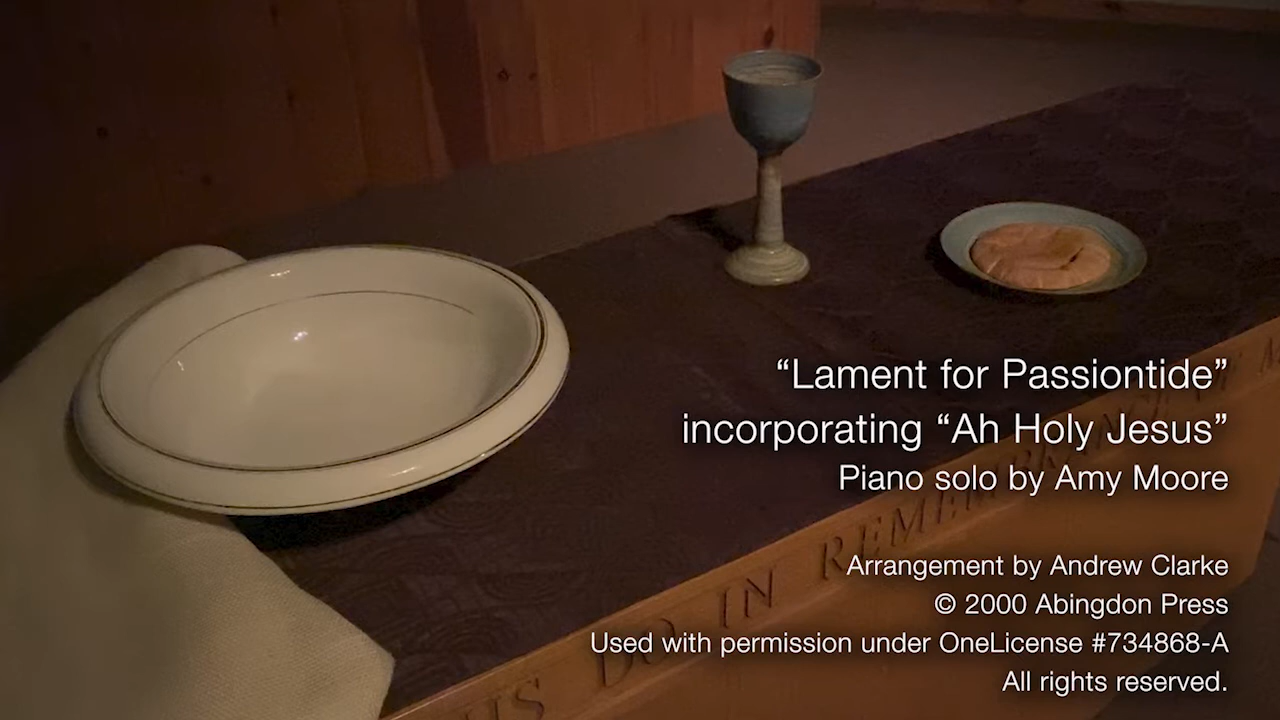 “Lament for Passiontide”
incorporating “Ah Holy Jesus”
Piano solo by Amy Moore
Arrangement by Andrew Clarke
© 2000 Abingdon Press
Used with permission under OneLicense #734868-A
All rights reserved.
DO IN REMEMBRANCE